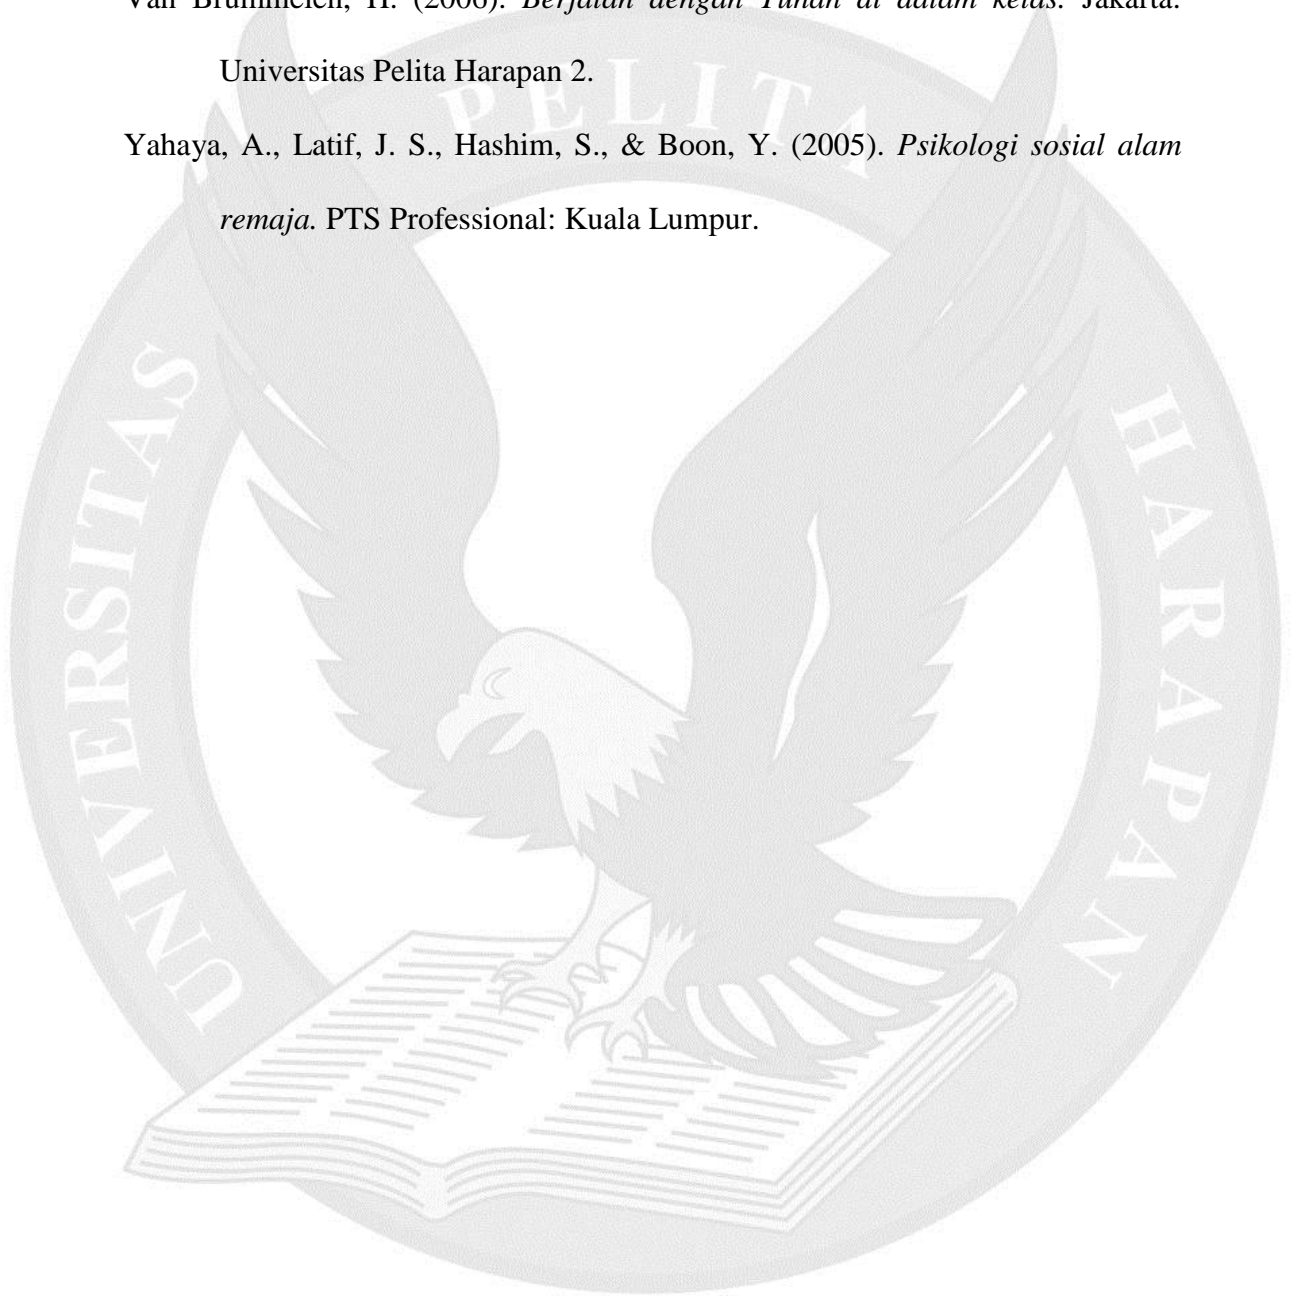 Van Brummelen, H. (2006). Berjalan dengan Tuhan di dalam kelas. Jakarta:
Universitas Pelita Harapan 2.
Yahaya, A., Latif, J. S., Hashim, S., & Boon, Y. (2005). Psikologi sosial alam
remaja. PTS Professional: Kuala Lumpur.
UNIVERSITAS PELITA HARAPAN